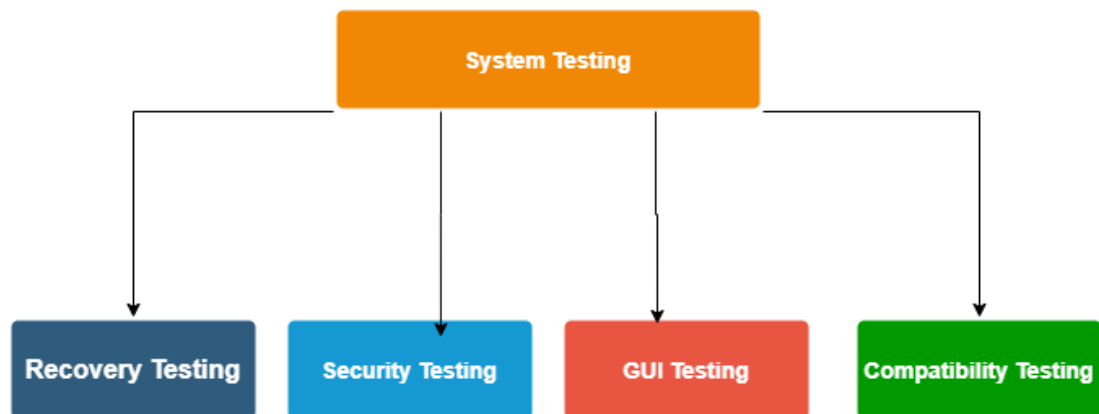 System Testing
Recovery Testing
Security Testing
GUI Testing
Compatibility Testing